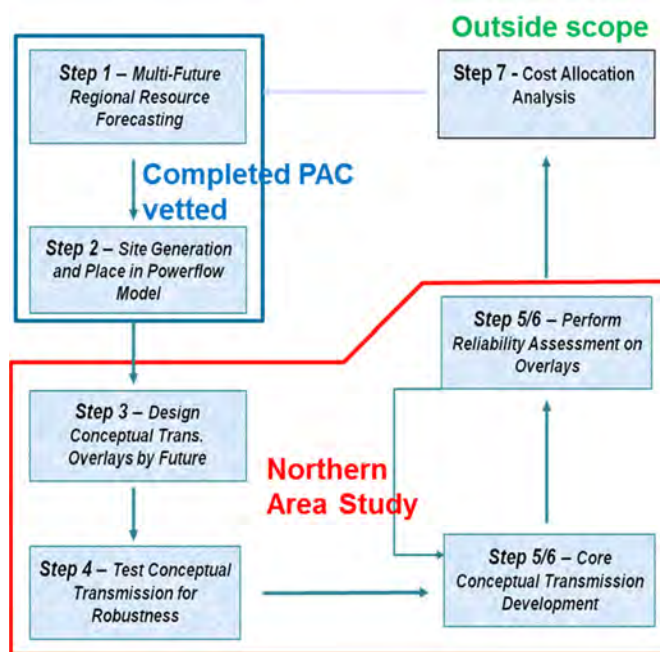 Outside scope
Step 1 – Multi-Future
Regional Resource
Forecasting
Step 7 - Cost Allocation
Analysis
Completed PAC
vetted
Step 2 – Site Generation
and Place in Powerflow
Model
Step 5/6 – Perform
Reliability Assessment on
Overlays
Step 3 – Design
Conceptual Trans.
Overlays by Future
Northern
Area Study
Step 4 – Test Conceptual
Transmission for
Robustness
Step 5/6 – Core
Conceptual Transmission
Development